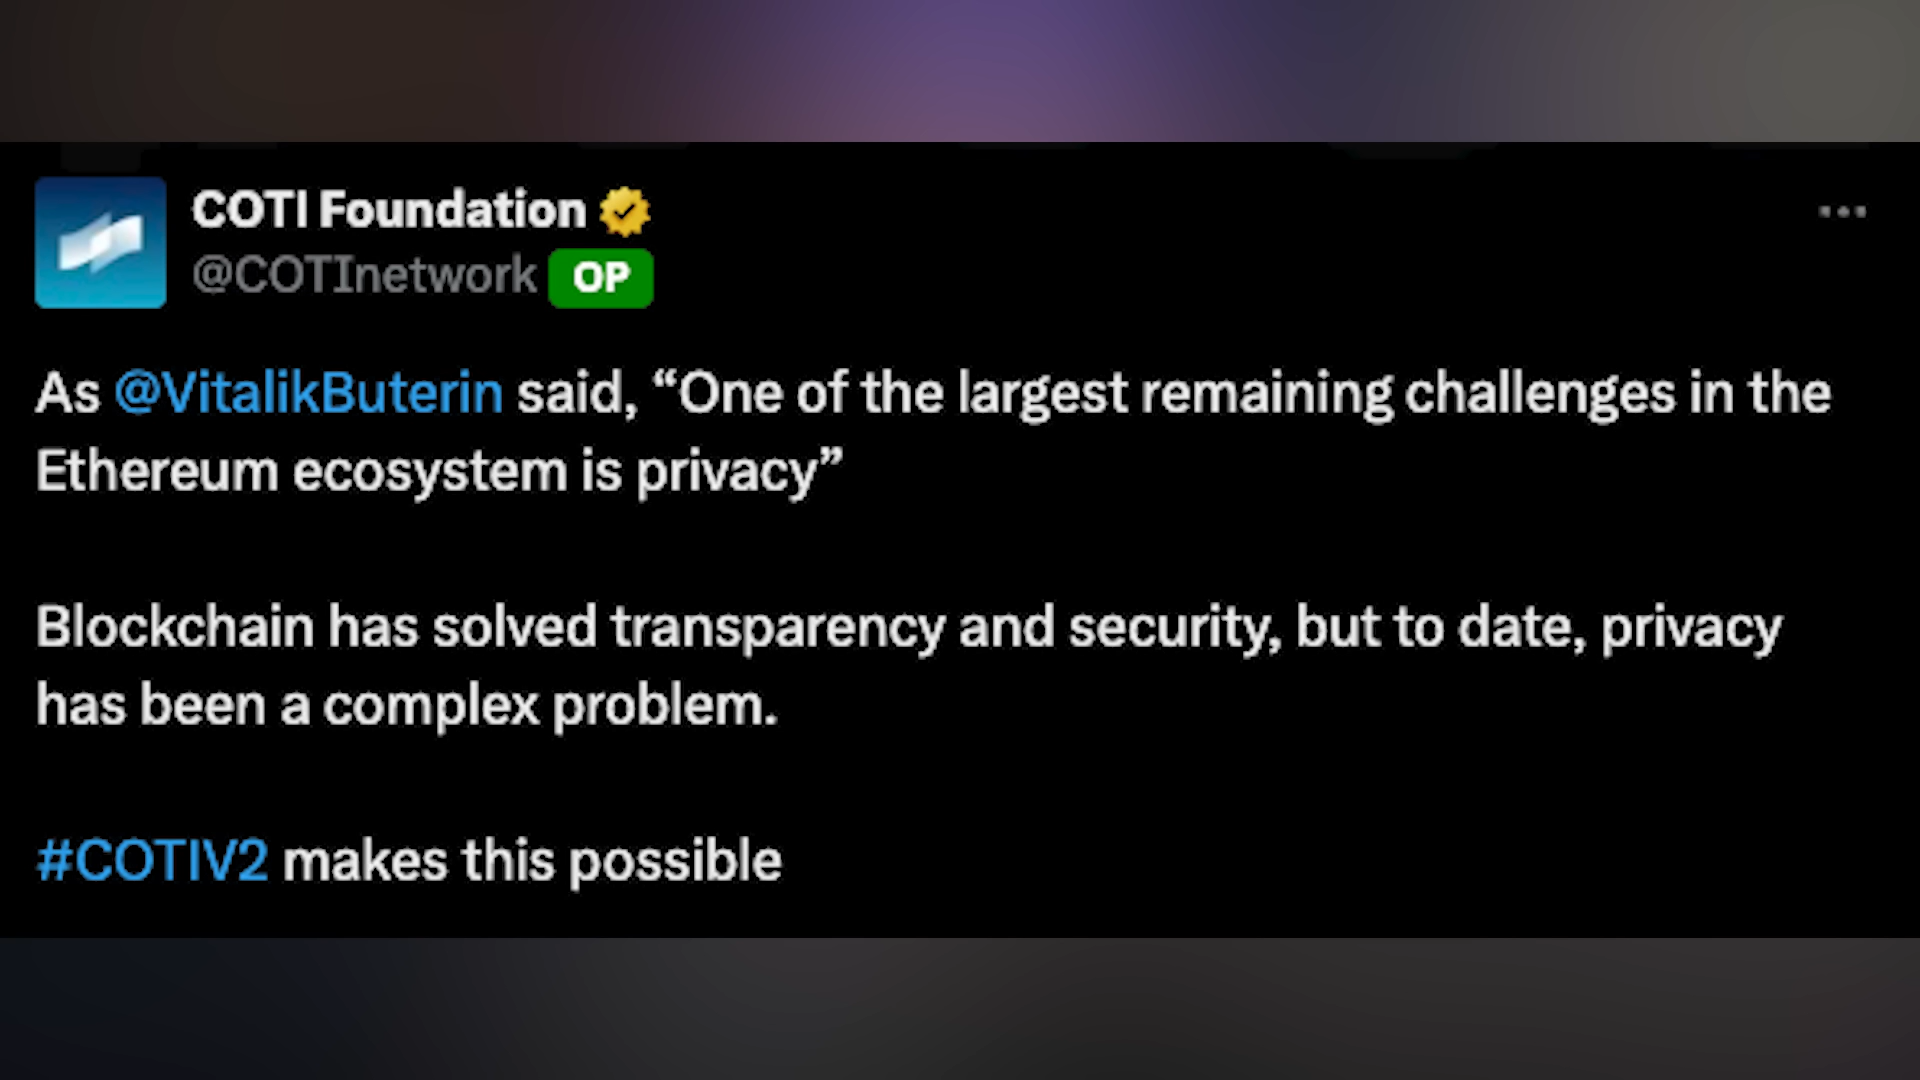 COTI Foundation
@COTInetwork OP
As @VitalikButerin said, “One of the largest remaining challenges in the
Ethereum ecosystem is privacy”
Blockchain has solved transparency and security, but to date, privacy
has been a complex problem.
#COTIV2 makes this possible